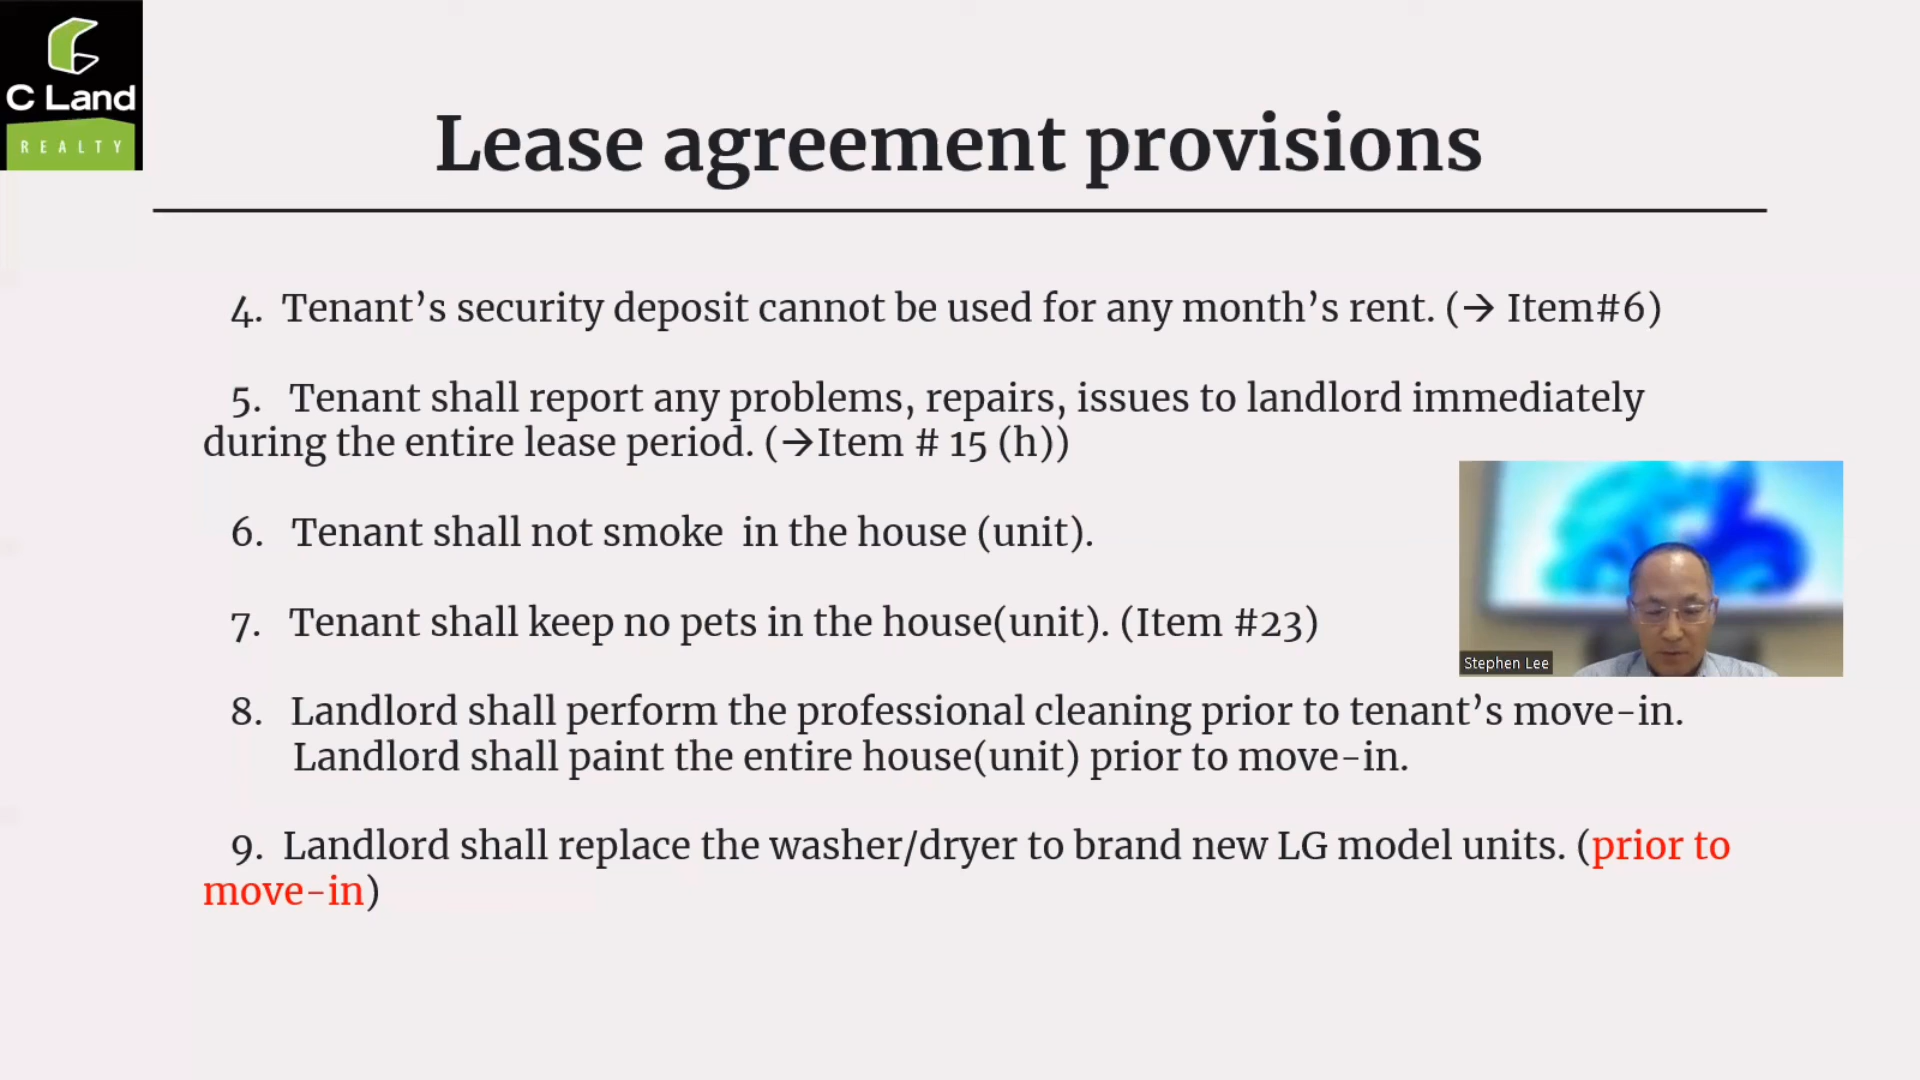 C Land
REALTY
Lease agreement provisions
4. Tenant’s security deposit cannot be used for any month’s rent. (→ Item#6)
5. Tenant shall report any problems, repairs, issues to landlord immediately
during the entire lease period. (→Item # 15 (h))
6. Tenant shall not smoke in the house (unit).
7. Tenant shall keep no pets in the house(unit). (Item #23)
Stephen Lee
8. Landlord shall perform the professional cleaning prior to tenant’s move-in.
Landlord shall paint the entire house(unit) prior to move-in.
9. Landlord shall replace the washer/dryer to brand new LG model units. (prior to
move-in)